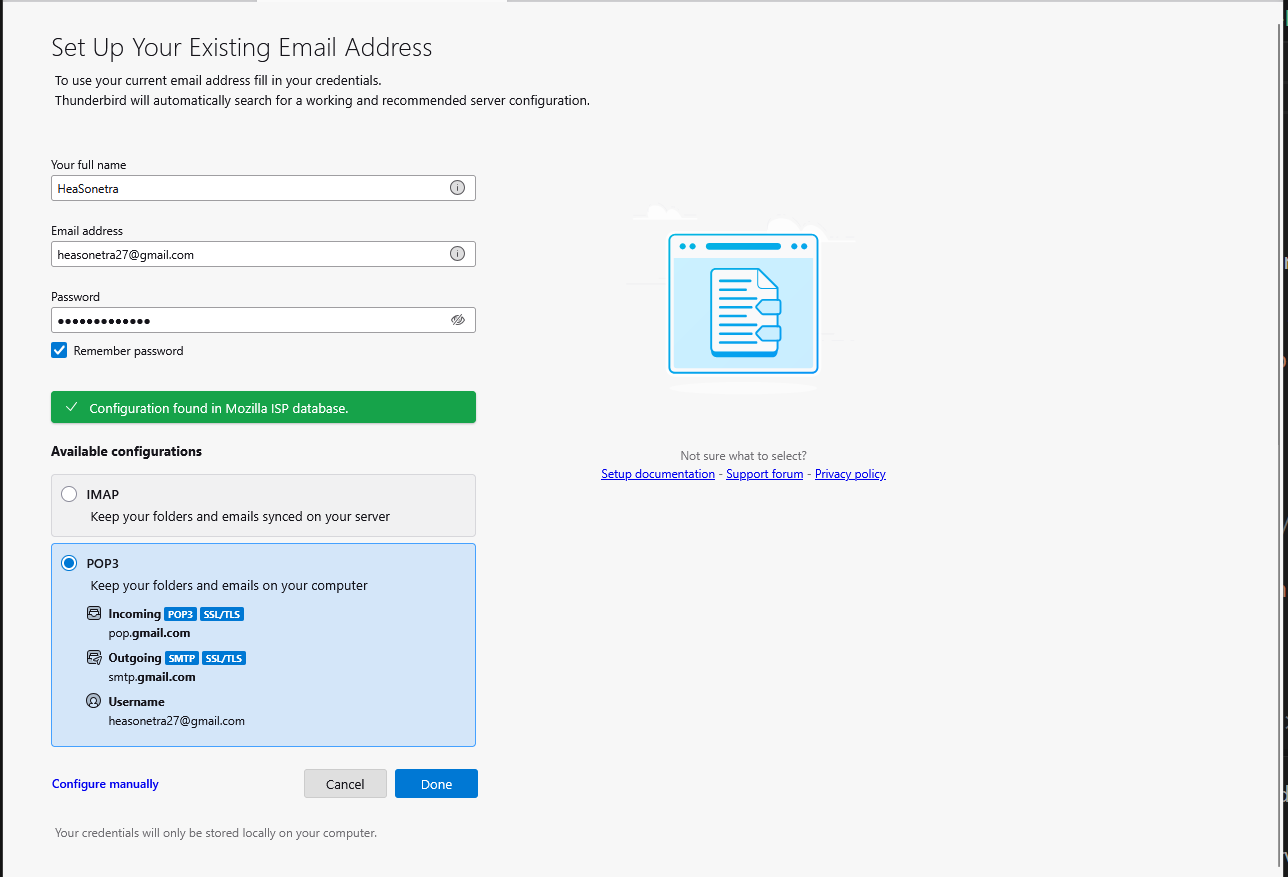 Set Up Your Existing Email Address
To use your current email address fill in your credentials.
Thunderbird will automatically search for a working and recommended server configuration.
Your full name
HeaSonetra
Email address
heasonetra27@gmail.com
Password
●●●●●●●●●●●●●
Remember password
Configuration found in Mozilla ISP database.
Available configurations
IMAP
Keep your folders and emails synced on your server
POP3
Keep your folders and emails on your computer
Incoming POP3 SSL/TLS
pop.gmail.com
Outgoing SMTP SSL/TLS
smtp.gmail.com
Username
heasonetra27@gmail.com
Configure manually
Cancel
Done
Your credentials will only be stored locally on your computer.
Not sure what to select?
Setup documentation - Support forum - Privacy policy